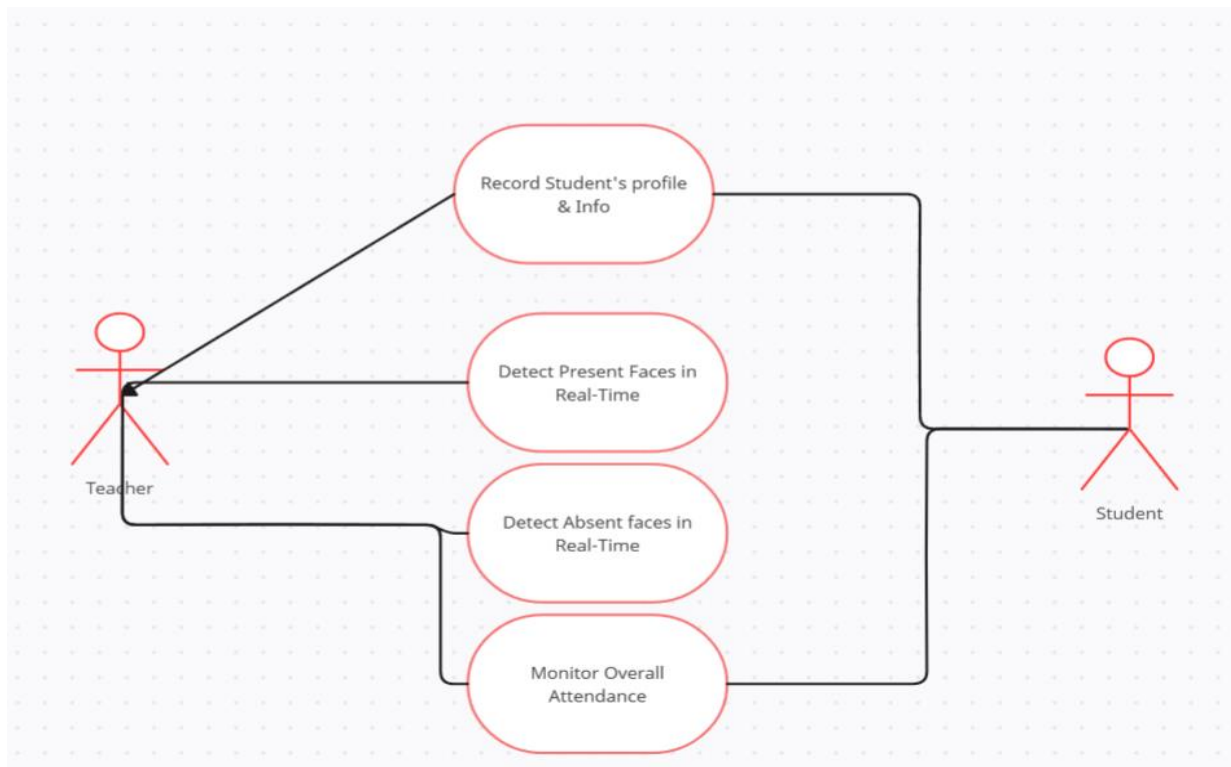 Record Student's profile
& Info
Detect Present Faces in
Real-Time
Teacher
Detect Absent faces in
Real-Time
Student
Monitor Overall
Attendance